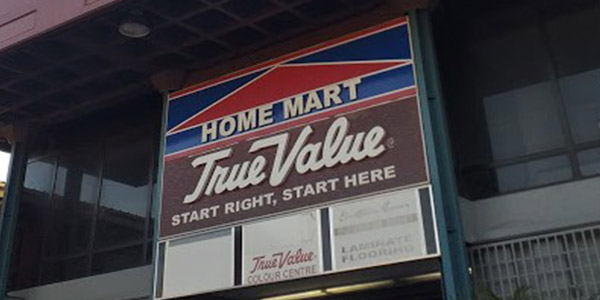 HOME MART
True Value®
START RIGHT, START HERE
True Value
COLOUR CENTRE
LAMINATE
FLOORING